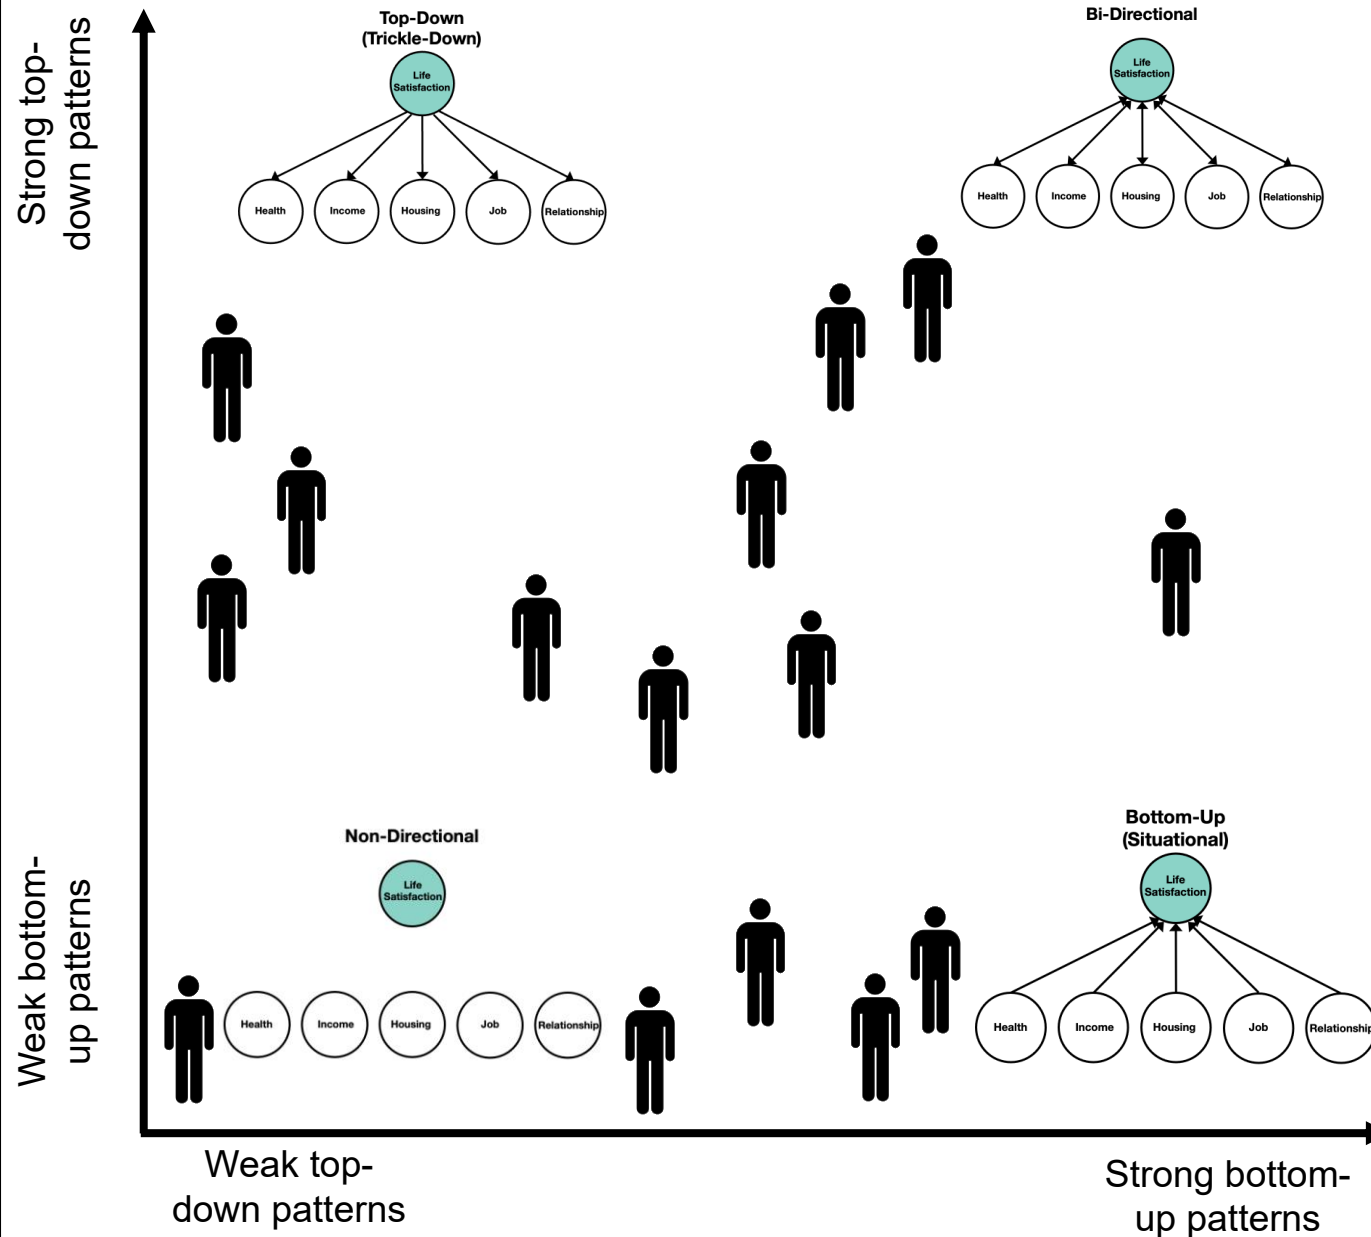 Strong top-
down patterns
Top-Down
(Trickle-Down)
Life
Satisfaction
Health
Income
Housing
Job
Relationship
Bi-Directional
Life
Satisfaction
Health
Income
Housing
Job
Relationship
Weak bottom-
up patterns
Non-Directional
Life
Satisfaction
Health
Income
Housing
Job
Relationship
Bottom-Up
(Situational)
Life
Satisfaction
Health
Income
Housing
Job
Relationship
Weak top-
down patterns
Strong bottom-
up patterns